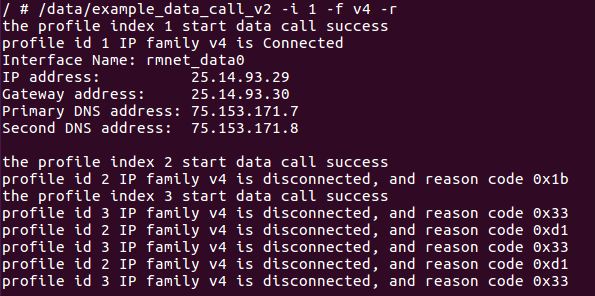 / # /data/example_data_call_v2 -i 1 -f v4 -r
the profile index 1 start data call success
profile id 1 IP family v4 is Connected
Interface Name: rmnet_data0
IP address:          25.14.93.29
Gateway address:     25.14.93.30
Primary DNS address: 75.153.171.7
Second DNS address:  75.153.171.8

the profile index 2 start data call success
profile id 2 IP family v4 is disconnected, and reason code 0x1b
the profile index 3 start data call success
profile id 3 IP family v4 is disconnected, and reason code 0x33
profile id 2 IP family v4 is disconnected, and reason code 0xd1
profile id 3 IP family v4 is disconnected, and reason code 0x33
profile id 2 IP family v4 is disconnected, and reason code 0xd1
profile id 3 IP family v4 is disconnected, and reason code 0x33